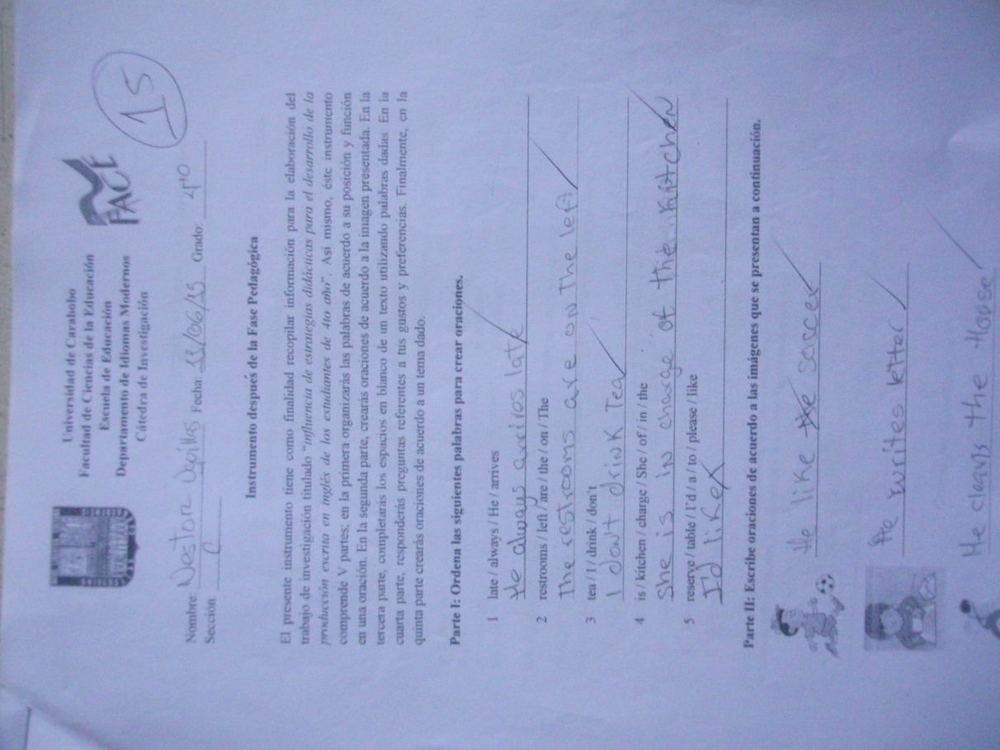 Universidad de Carabobo
Facultad de Ciencias de la Educación
Escuela de Educación
Departamento de Idiomas Modernos
Cátedra de Investigación
FACE
15
Nombre: Nestor Fecha: /06/15 Grado: 4to
Sección C
Instrumento después de la Fase Pedagógica
El presente instrumento tiene como finalidad recopilar información para la elaboración del
trabajo de investigación titulado "influencia de estrategias didácticas para el desarrollo de la
producción escrita en inglés de los estudiantes de 4to año". Así mismo, éste instrumento
comprende V partes; en la primera organizarás las palabras de acuerdo a su posición y función
en una oración. En la segunda parte, crearás oraciones de acuerdo a la imagen presentada. En la
tercera parte, completarás los espacios en blanco de un texto utilizando palabras dadas. En la
cuarta parte, responderás preguntas referentes a tus gustos y preferencias. Finalmente, en la
quinta parte crearás oraciones de acuerdo a un tema dado.
Parte I: Ordena las siguientes palabras para crear oraciones.
1 late / always / He / arrives
He always arrios late
2 restrooms / left / are / the / on / The
The restrooms are on The left
3 tea / I / drink / don't
I dont drink Tea
4 is / kitchen / charge / She / of / in / the
She is in charge of the kitchen
5 reserve / table / I'd / a / to / please / like
I'd like
Parte II: Escribe oraciones de acuerdo a las imágenes que se presentan a continuación.
He like the soscer
He writes letter
He cleans the House